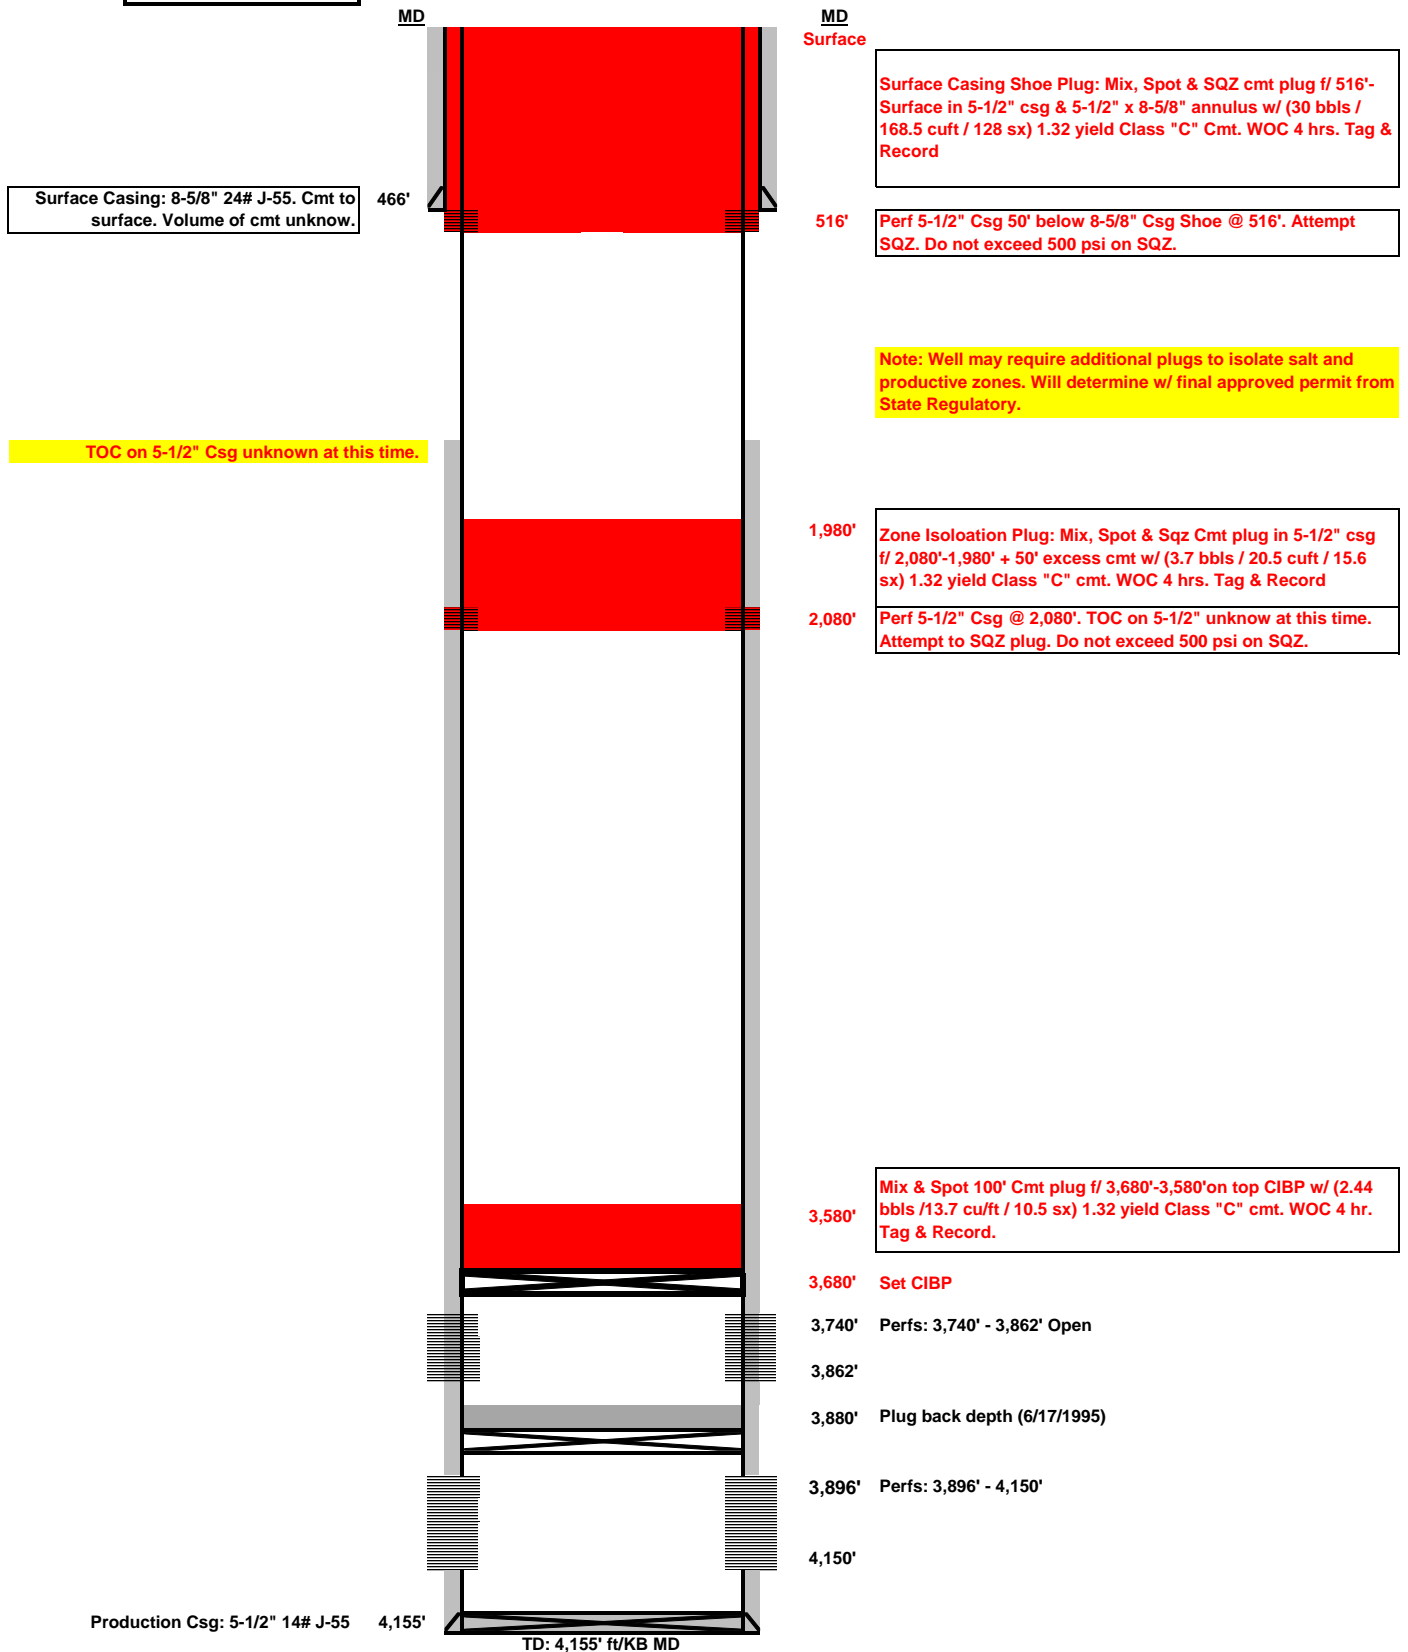 MD
MD
Surface
Surface Casing Shoe Plug: Mix, Spot & SQZ cmt plug f/ 516'-
Surface in 5-1/2" csg & 5-1/2" x 8-5/8" annulus w/ (30 bbls /
168.5 cuft / 128 sx) 1.32 yield Class "C" Cmt. WOC 4 hrs. Tag &
Record
Surface Casing: 8-5/8" 24# J-55. Cmt to
surface. Volume of cmt unknow.
466'
516'
Perf 5-1/2" Csg 50' below 8-5/8" Csg Shoe @ 516'. Attempt
SQZ. Do not exceed 500 psi on SQZ.
Note: Well may require additional plugs to isolate salt and
productive zones. Will determine w/ final approved permit from
State Regulatory.
TOC on 5-1/2" Csg unknown at this time.
1,980'
Zone Isoloation Plug: Mix, Spot & Sqz Cmt plug in 5-1/2" csg
f/ 2,080'-1,980' + 50' excess cmt w/ (3.7 bbls / 20.5 cuft / 15.6
sx) 1.32 yield Class "C" cmt. WOC 4 hrs. Tag & Record
2,080'
Perf 5-1/2" Csg @ 2,080'. TOC on 5-1/2" unknow at this time.
Attempt to SQZ plug. Do not exceed 500 psi on SQZ.
3,580'
Mix & Spot 100' Cmt plug f/ 3,680'-3,580'on top CIBP w/ (2.44
bbls /13.7 cu/ft / 10.5 sx) 1.32 yield Class "C" cmt. WOC 4 hr.
Tag & Record.
3,680'
Set CIBP
3,740'
Perfs: 3,740' - 3,862' Open
3,862'
3,880'
Plug back depth (6/17/1995)
3,896'
Perfs: 3,896' - 4,150'
4,150'
Production Csg: 5-1/2" 14# J-55
4,155'
TD: 4,155' ft/KB MD